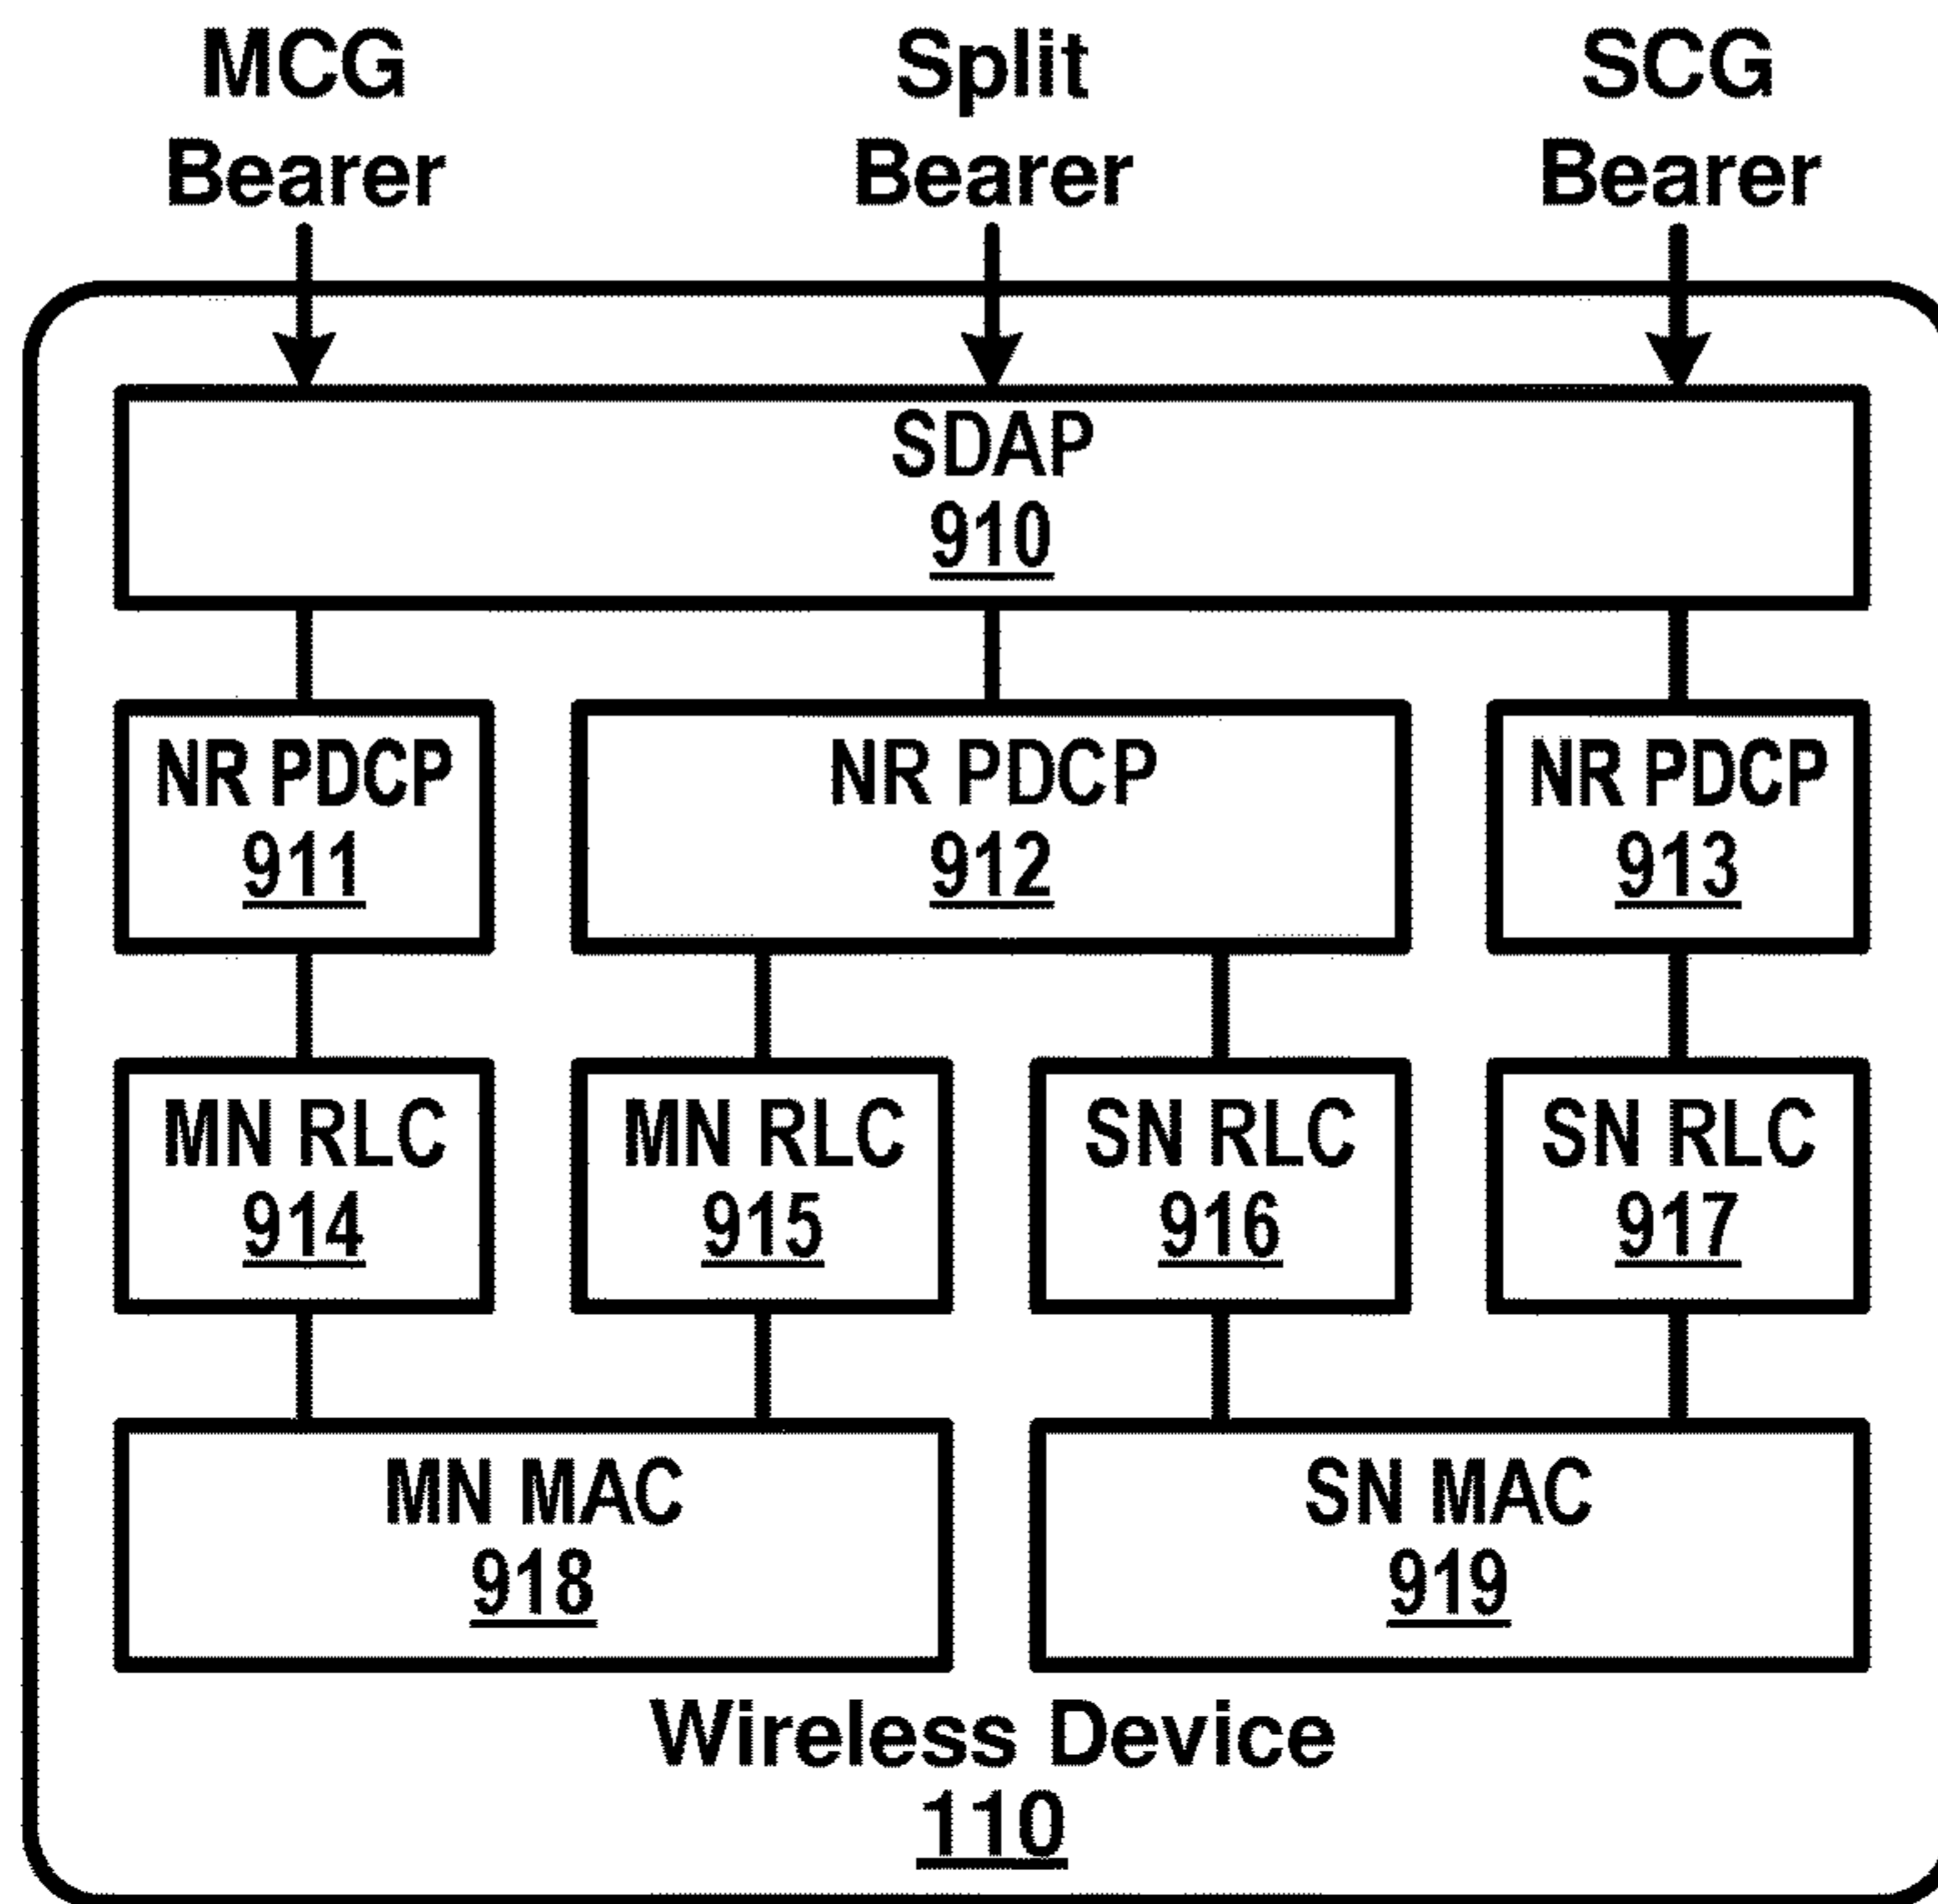 MCG Bearer
Split Bearer
SCG Bearer
SDAP
910
NR PDCP
911
NR PDCP
912
NR PDCP
913
MN RLC
914
MN RLC
915
SN RLC
916
SN RLC
917
MN MAC
918
SN MAC
919
Wireless Device
110